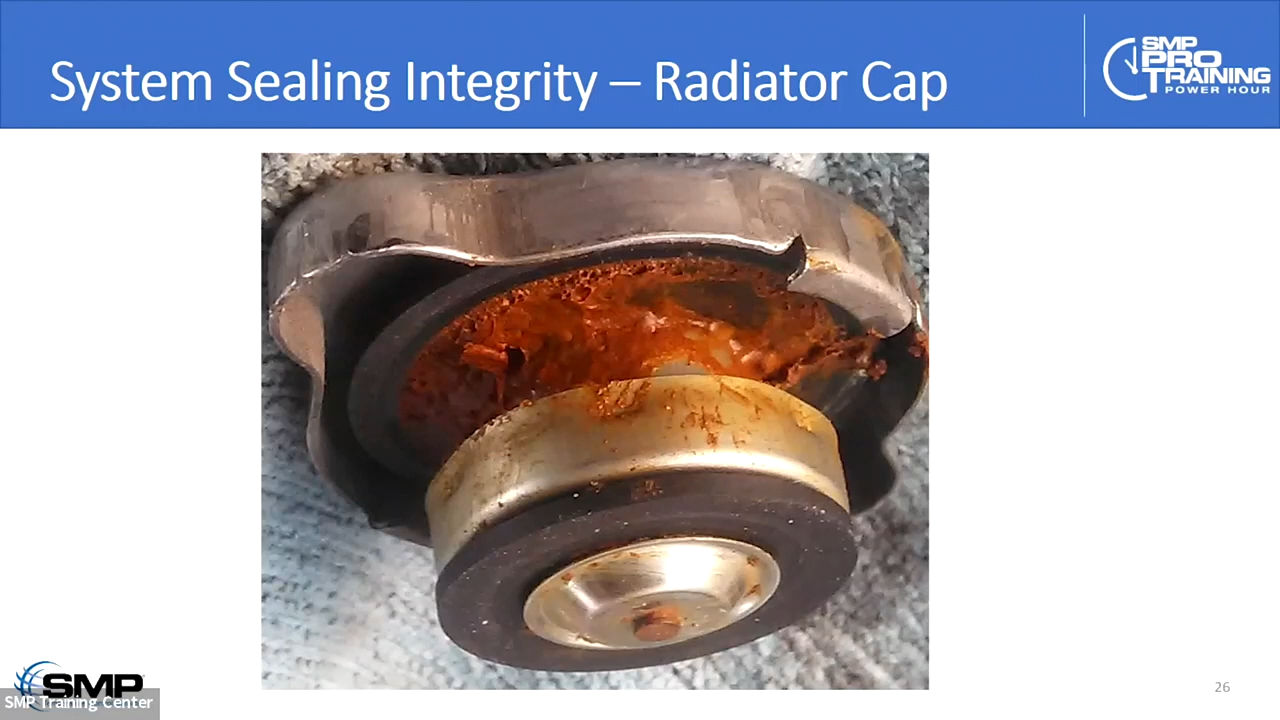 System Sealing Integrity – Radiator Cap
SMP
PRO
TRAINING
POWER HOUR
SMP
SMP Training Center
26